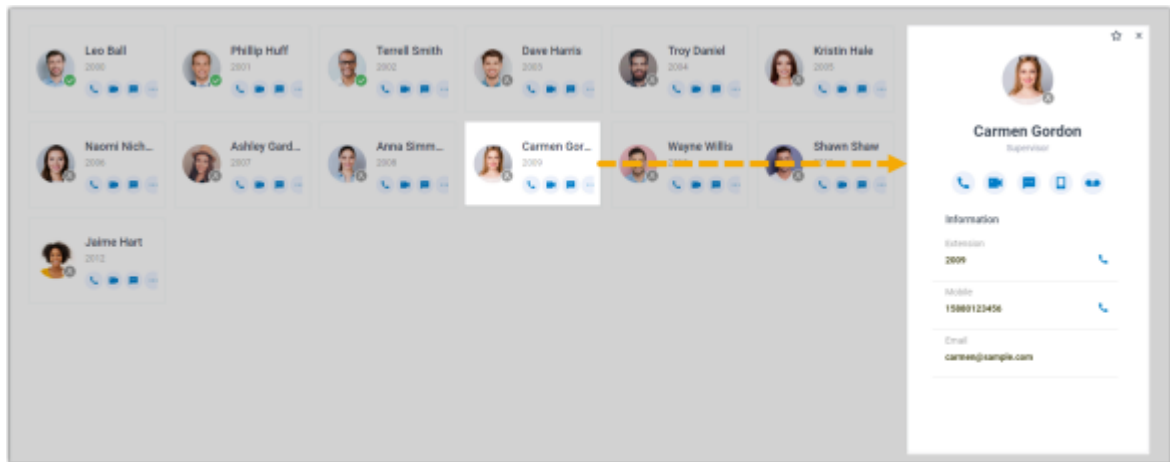 Leo Ball
2000
Phillip Huff
2001
Terrell Smith
2002
Dave Harris
2003
Troy Daniel
2004
Kristin Hale
2005
Naomi Nich...
2006
Ashley Gard...
2007
Anna Simm...
2008
Carmen Gor...
2009
Wayne Willis
Shawn Shaw
Jaime Hart
2012
Carmen Gordon
Supervisor
Information
Extension
2009
Mobile
15880123456
Email
carmen@sample.com